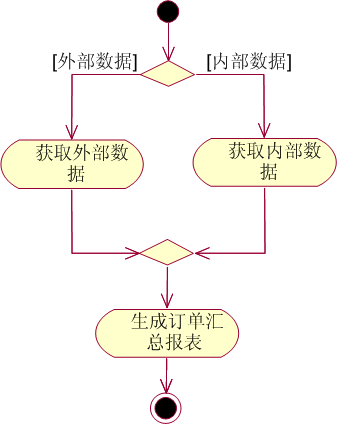 [外部数据]
[内部数据]
获取外部数
据
获取内部数
据
生成订单汇
总报表